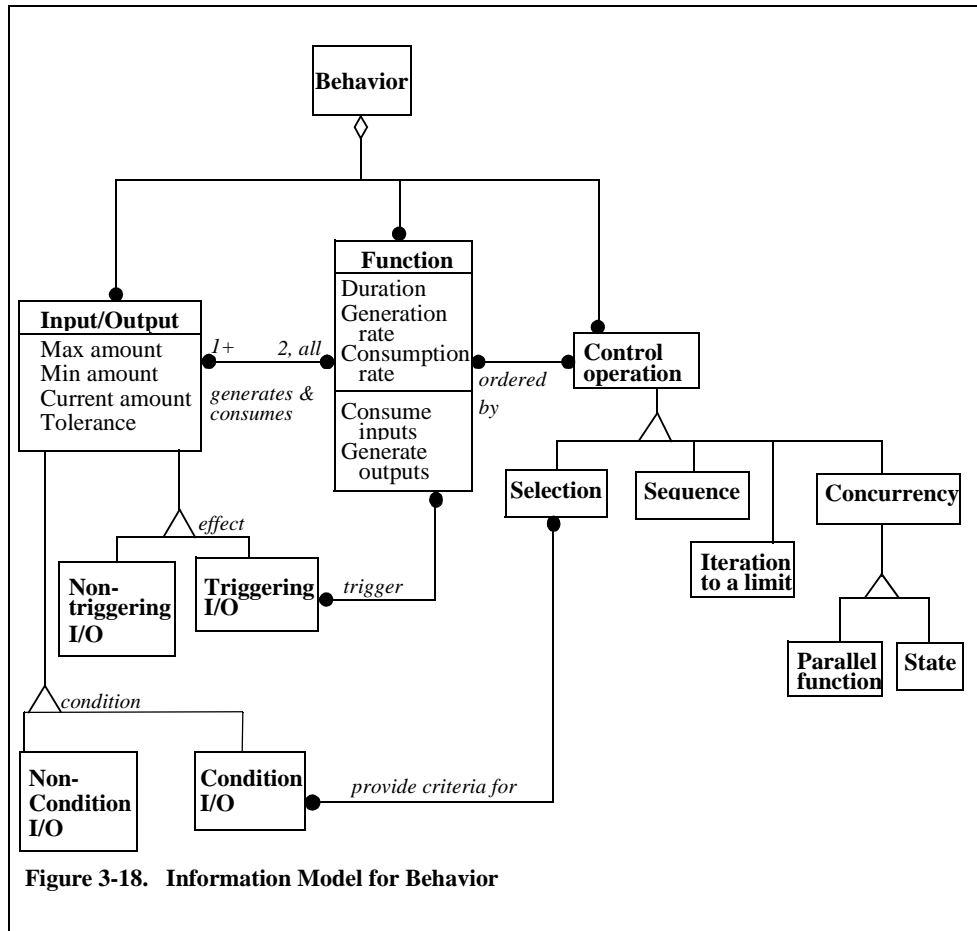 Behavior
Function
Duration
Generation
rate
Consumption
rate
Consume
inputs
Generate
outputs
Input/Output
Max amount
Min amount
Current amount
Tolerance
1+
2, all
generates &
consumes
ordered
by
Control
operation
Selection
Sequence
Concurrency
Iteration
to a limit
Parallel
function
State
effect
Non-
triggering
I/O
Triggering
I/O
trigger
condition
Non-
Condition
I/O
Condition
I/O
provide criteria for
Figure 3-18. Information Model for Behavior